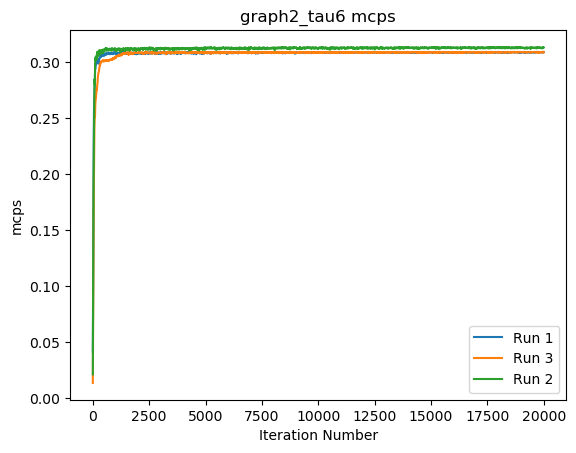 graph2_tau6 mcps
mcps
0.30
0.25
0.20
0.15
0.10
0.05
0.00
0 2500 5000 7500 10000 12500 15000 17500 20000
Iteration Number
Run 1
Run 3
Run 2